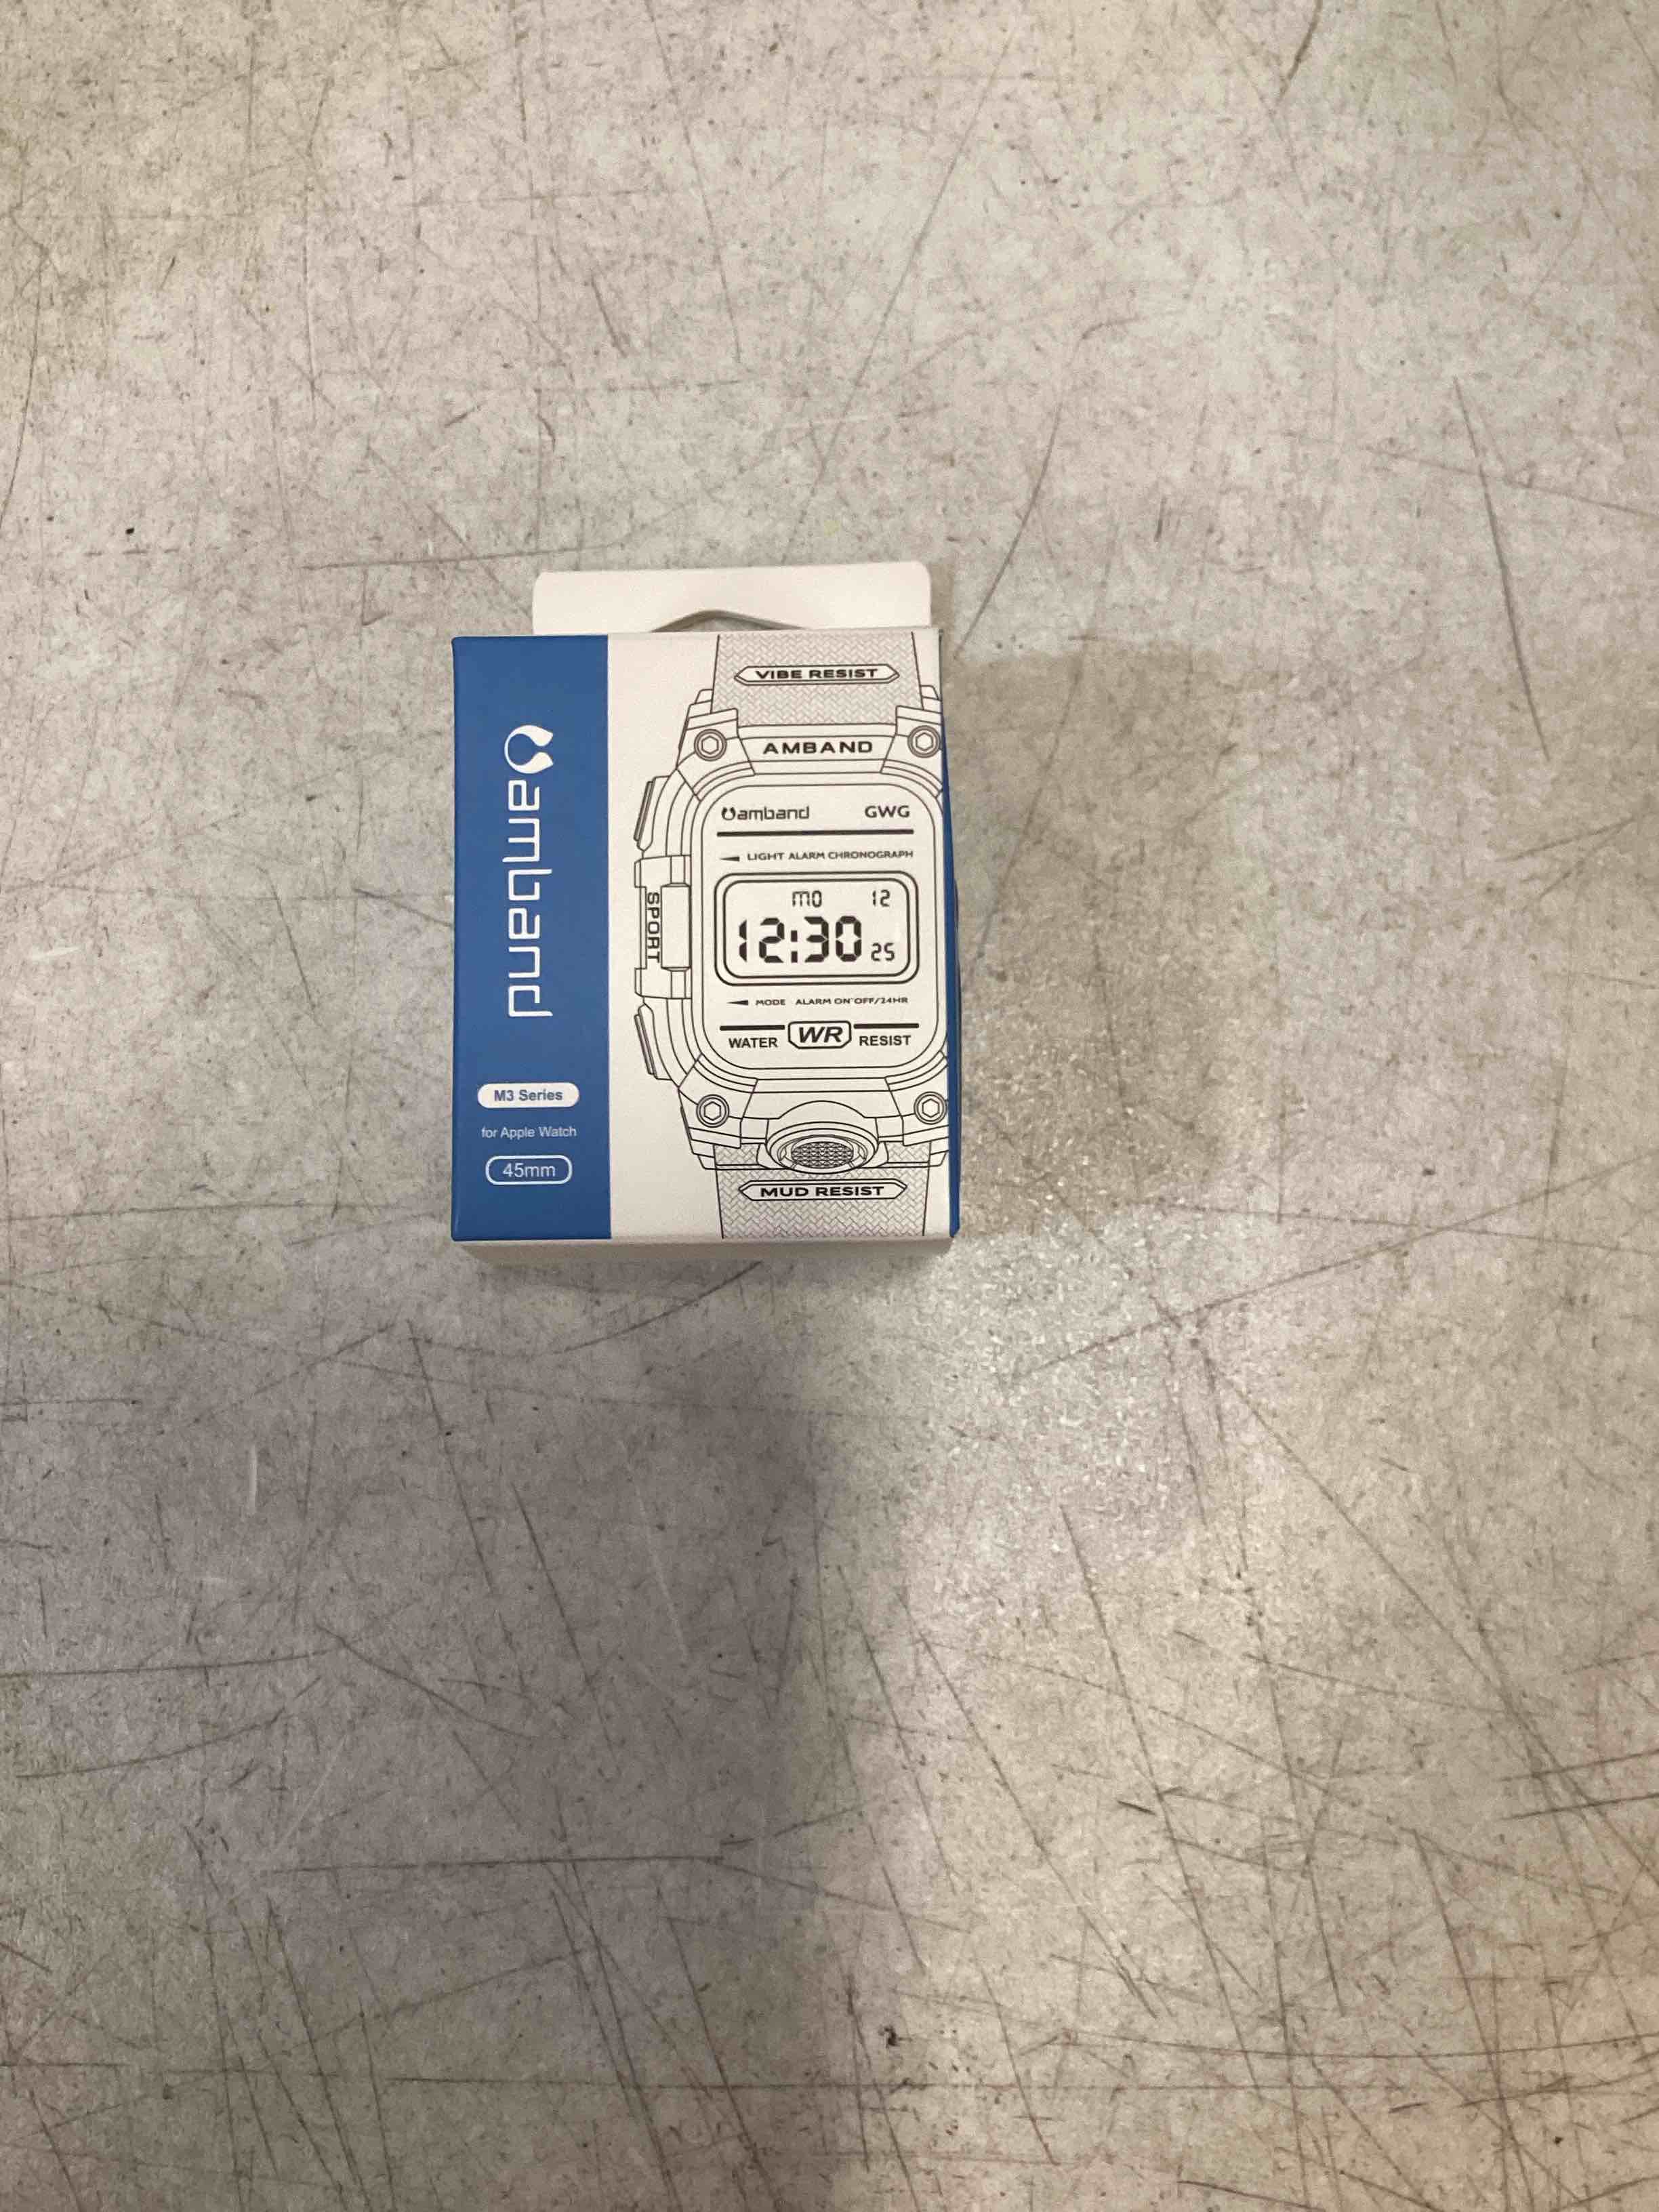 amband
M3 Series
for Apple Watch
45mm
VIBE RESIST
AMBAND
amband GWG
LIGHT ALARM CHRONOGRAPH
SPORT
MO 12
12:30 25
MODE ALARM ON*OFF/24HR
WATER WR RESIST
MUD RESIST